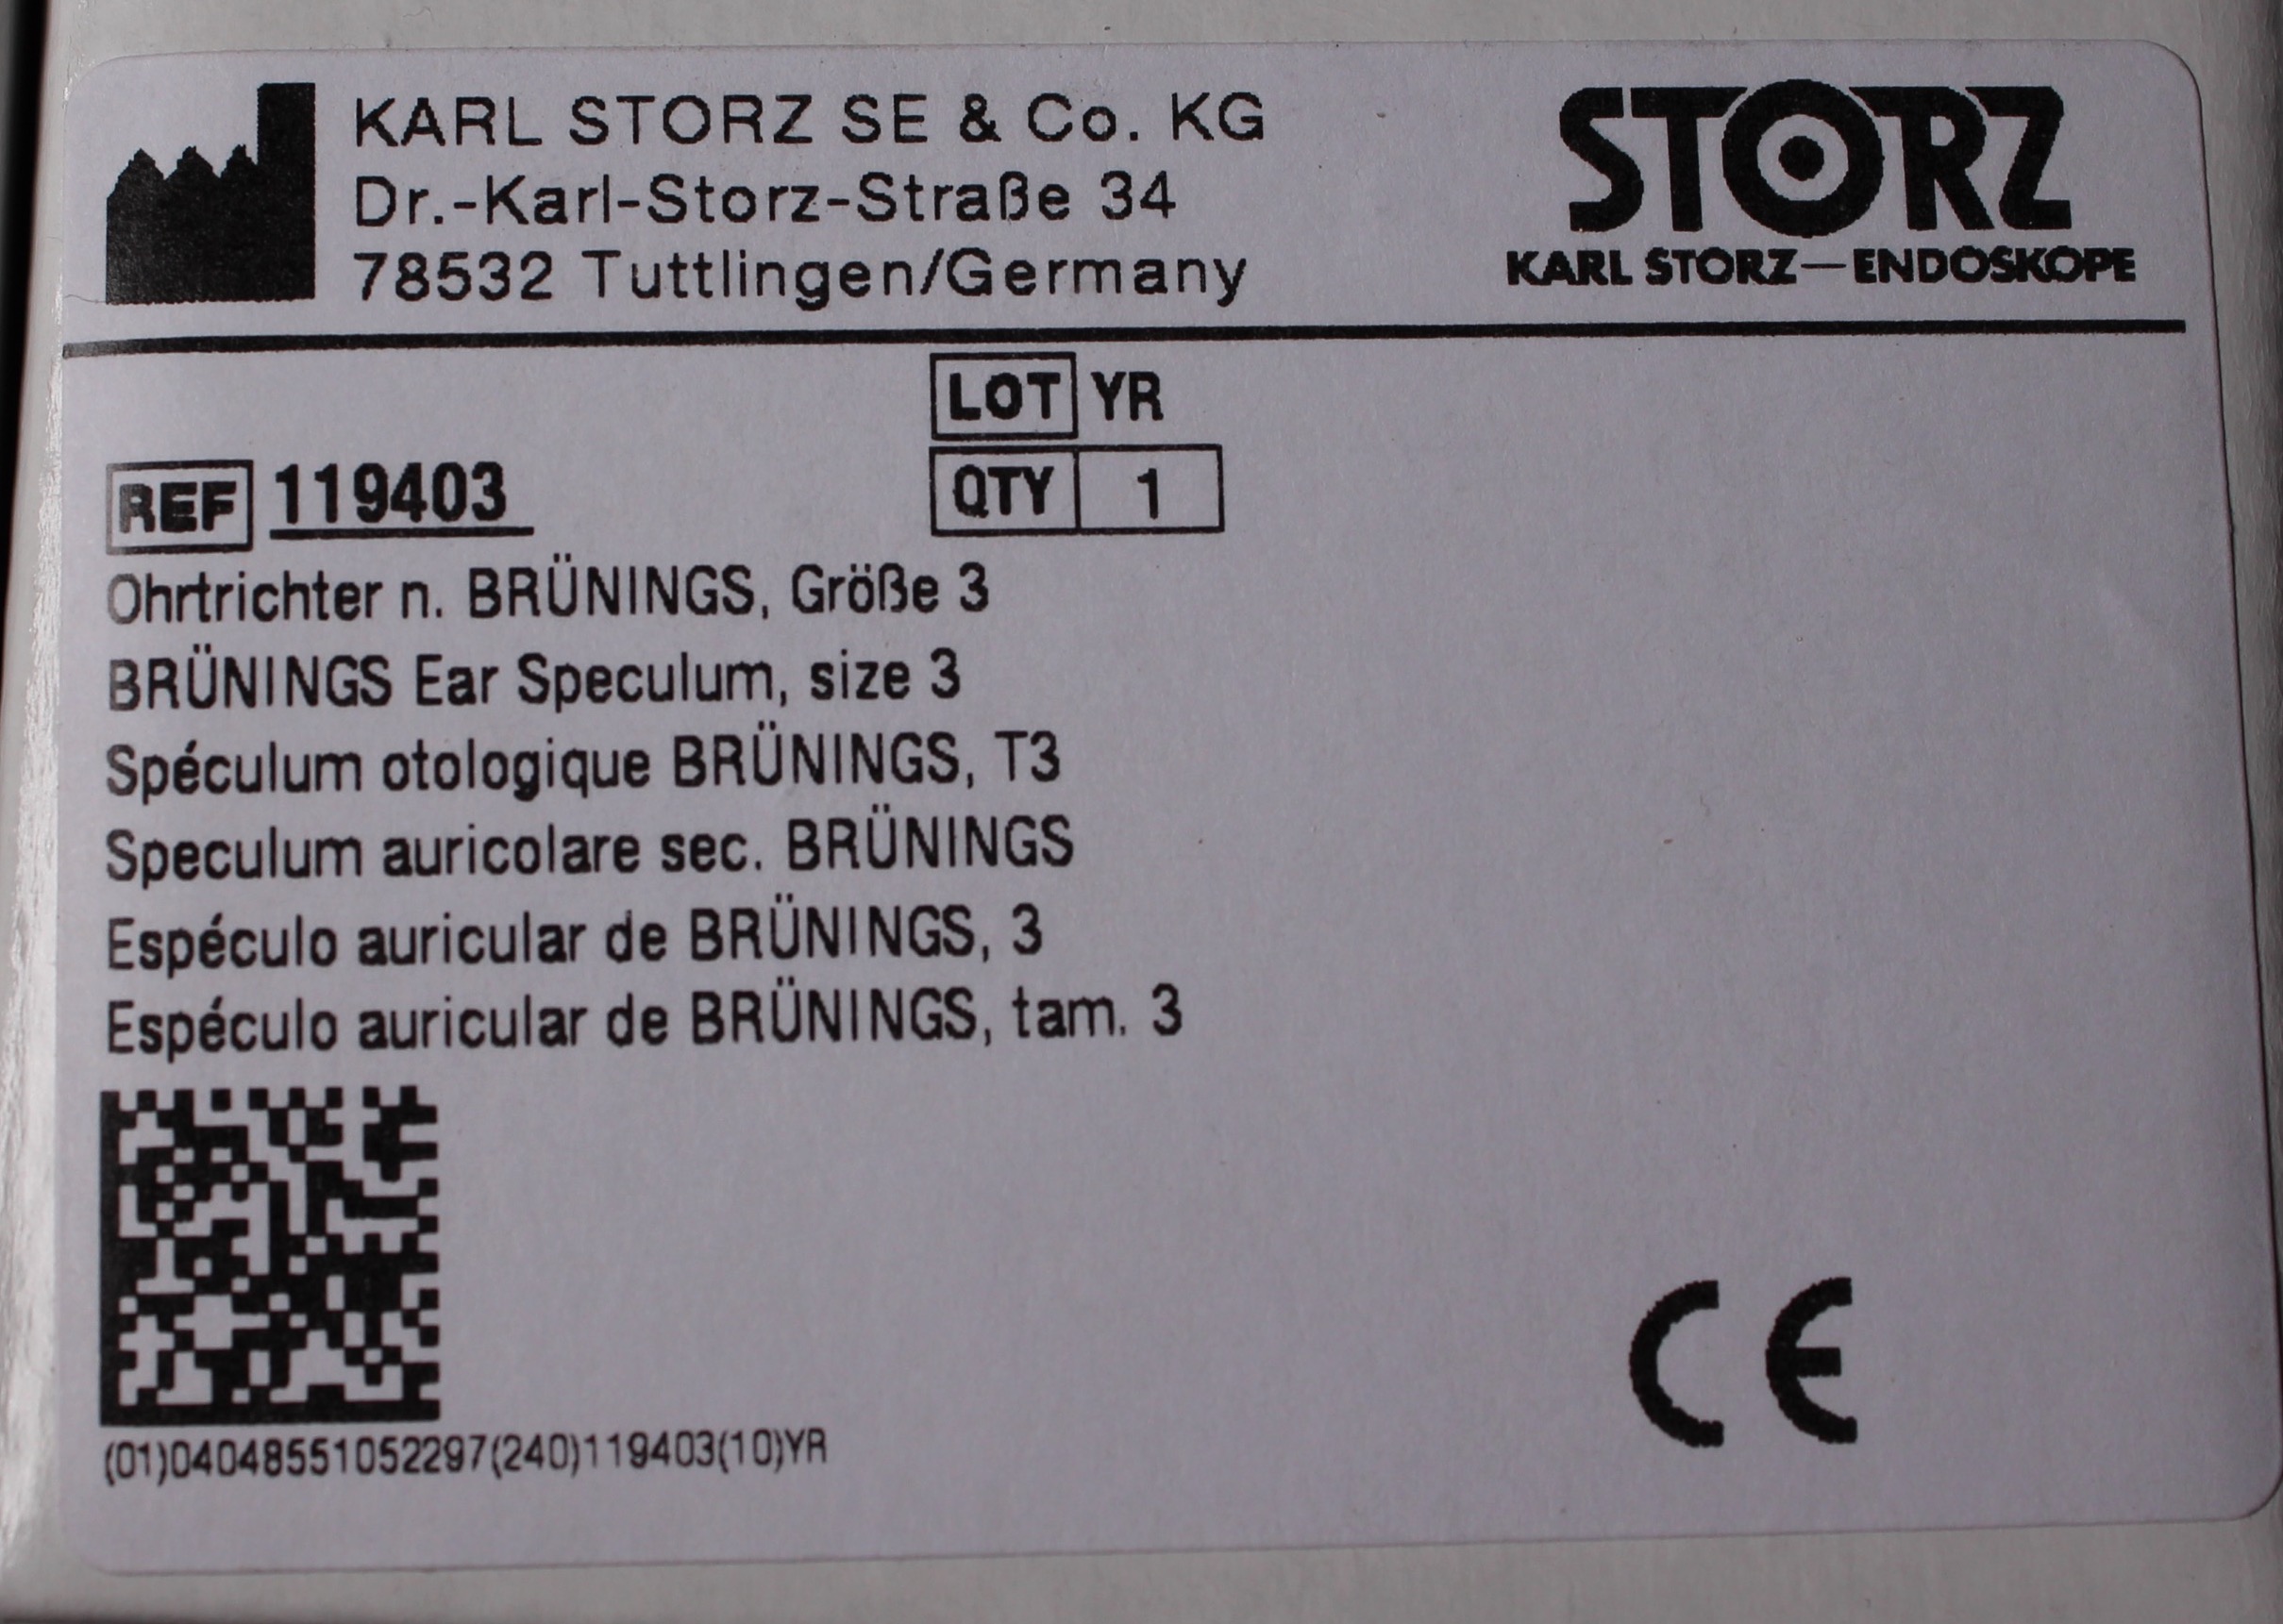 KARL STORZ SE & Co. KG
Dr.-Karl-Storz-Straße 34
78532 Tuttlingen/Germany
STORZ
KARL STORZ—ENDOSKOPE
LOT YR
REF 119403
QTY 1
Ohrtrichter n. BRÜNINGS, Größe 3
BRÜNINGS Ear Speculum, size 3
Spéculum otologique BRÜNINGS, T3
Speculum auricolare sec. BRÜNINGS
Espéculo auricular de BRÜNINGS, 3
Espéculo auricular de BRÜNINGS, tam. 3
(01)04048551052297(240)119403(10)YR
CE